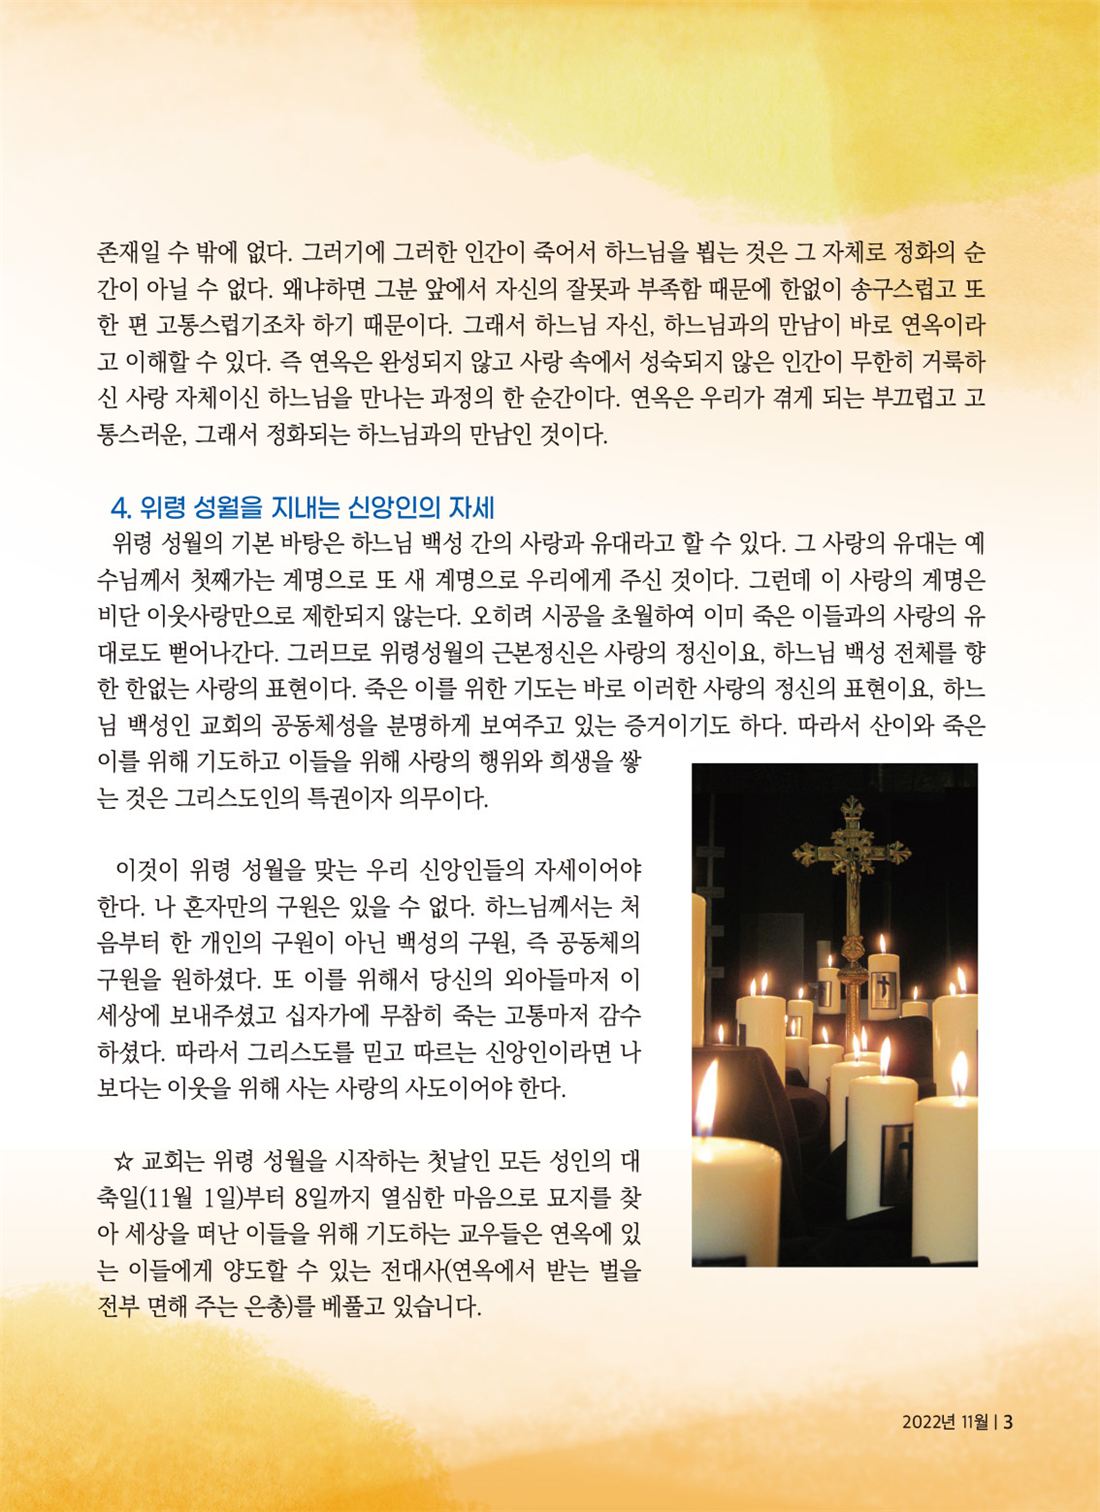 존재일 수 밖에 없다. 그러기에 그러한 인간이 죽어서 하느님을 뵙는 것은 그 자체로 정화의 순
간이 아닐 수 없다. 왜냐하면 그분 앞에서 자신의 잘못과 부족함 때문에 한없이 송구스럽고 또
한 편 고통스럽기조차 하기 때문이다. 그래서 하느님 자신, 하느님과의 만남이 바로 연옥이라
고 이해할 수 있다. 즉 연옥은 완성되지 않고 사랑 속에서 성숙되지 않은 인간이 무한히 거룩하
신 사랑 자체이신 하느님을 만나는 과정의 한 순간이다. 연옥은 우리가 겪게 되는 부끄럽고 고
통스러운, 그래서 정화되는 하느님과의 만남인 것이다.
4. 위령 성월을 지내는 신앙인의 자세
위령 성월의 기본 바탕은 하느님 백성 간의 사랑과 유대라고 할 수 있다. 그 사랑의 유대는 예
수님께서 첫째가는 계명으로 또 새 계명으로 우리에게 주신 것이다. 그런데 이 사랑의 계명은
비단 이웃사랑만으로 제한되지 않는다. 오히려 시공을 초월하여 이미 죽은 이들과의 사랑의 유
대로도 뻗어나간다. 그러므로 위령성월의 근본정신은 사랑의 정신이요, 하느님 백성 전체를 향
한 한없는 사랑의 표현이다. 죽은 이를 위한 기도는 바로 이러한 사랑의 정신의 표현이요, 하느
님 백성인 교회의 공동체성을 분명하게 보여주고 있는 증거이기도 하다. 따라서 산이와 죽은
이를 위해 기도하고 이들을 위해 사랑의 행위와 희생을 쌓
는 것은 그리스도인의 특권이자 의무이다.
이것이 위령 성월을 맞는 우리 신앙인들의 자세이어야
한다. 나 혼자만의 구원은 있을 수 없다. 하느님께서는 처
음부터 한 개인의 구원이 아닌 백성의 구원, 즉 공동체의
구원을 원하셨다. 또 이를 위해서 당신의 외아들마저 이
세상에 보내주셨고 십자가에 무참히 죽는 고통마저 감수
하셨다. 따라서 그리스도를 믿고 따르는 신앙인이라면 나
보다는 이웃을 위해 사는 사랑의 사도이어야 한다.
☆ 교회는 위령 성월을 시작하는 첫날인 모든 성인의 대
축일(11월 1일)부터 8일까지 열심한 마음으로 묘지를 찾
아 세상을 떠난 이들을 위해 기도하는 교우들은 연옥에 있
는 이들에게 양도할 수 있는 전대사(연옥에서 받는 벌을
전부 면해 주는 은총)를 베풀고 있습니다.
2022년 11월 | 3